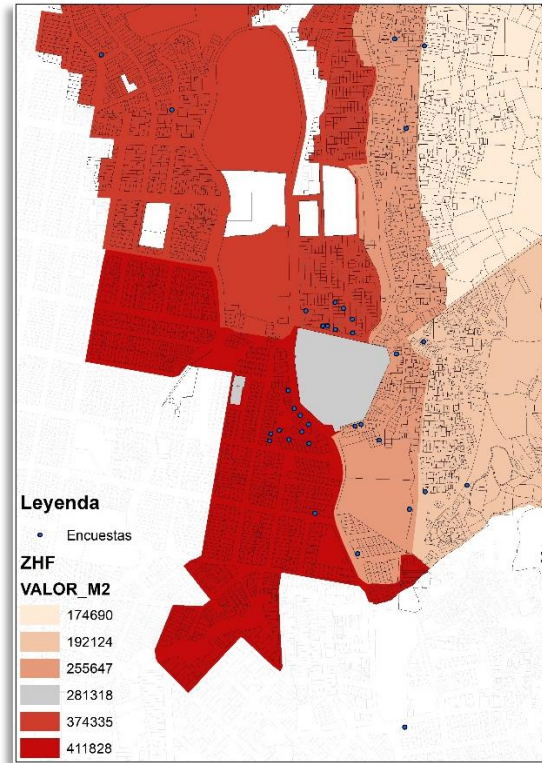 Leyenda
Encuestas
ZHF
VALOR_M2
174690
192124
255647
281318
374335
411828